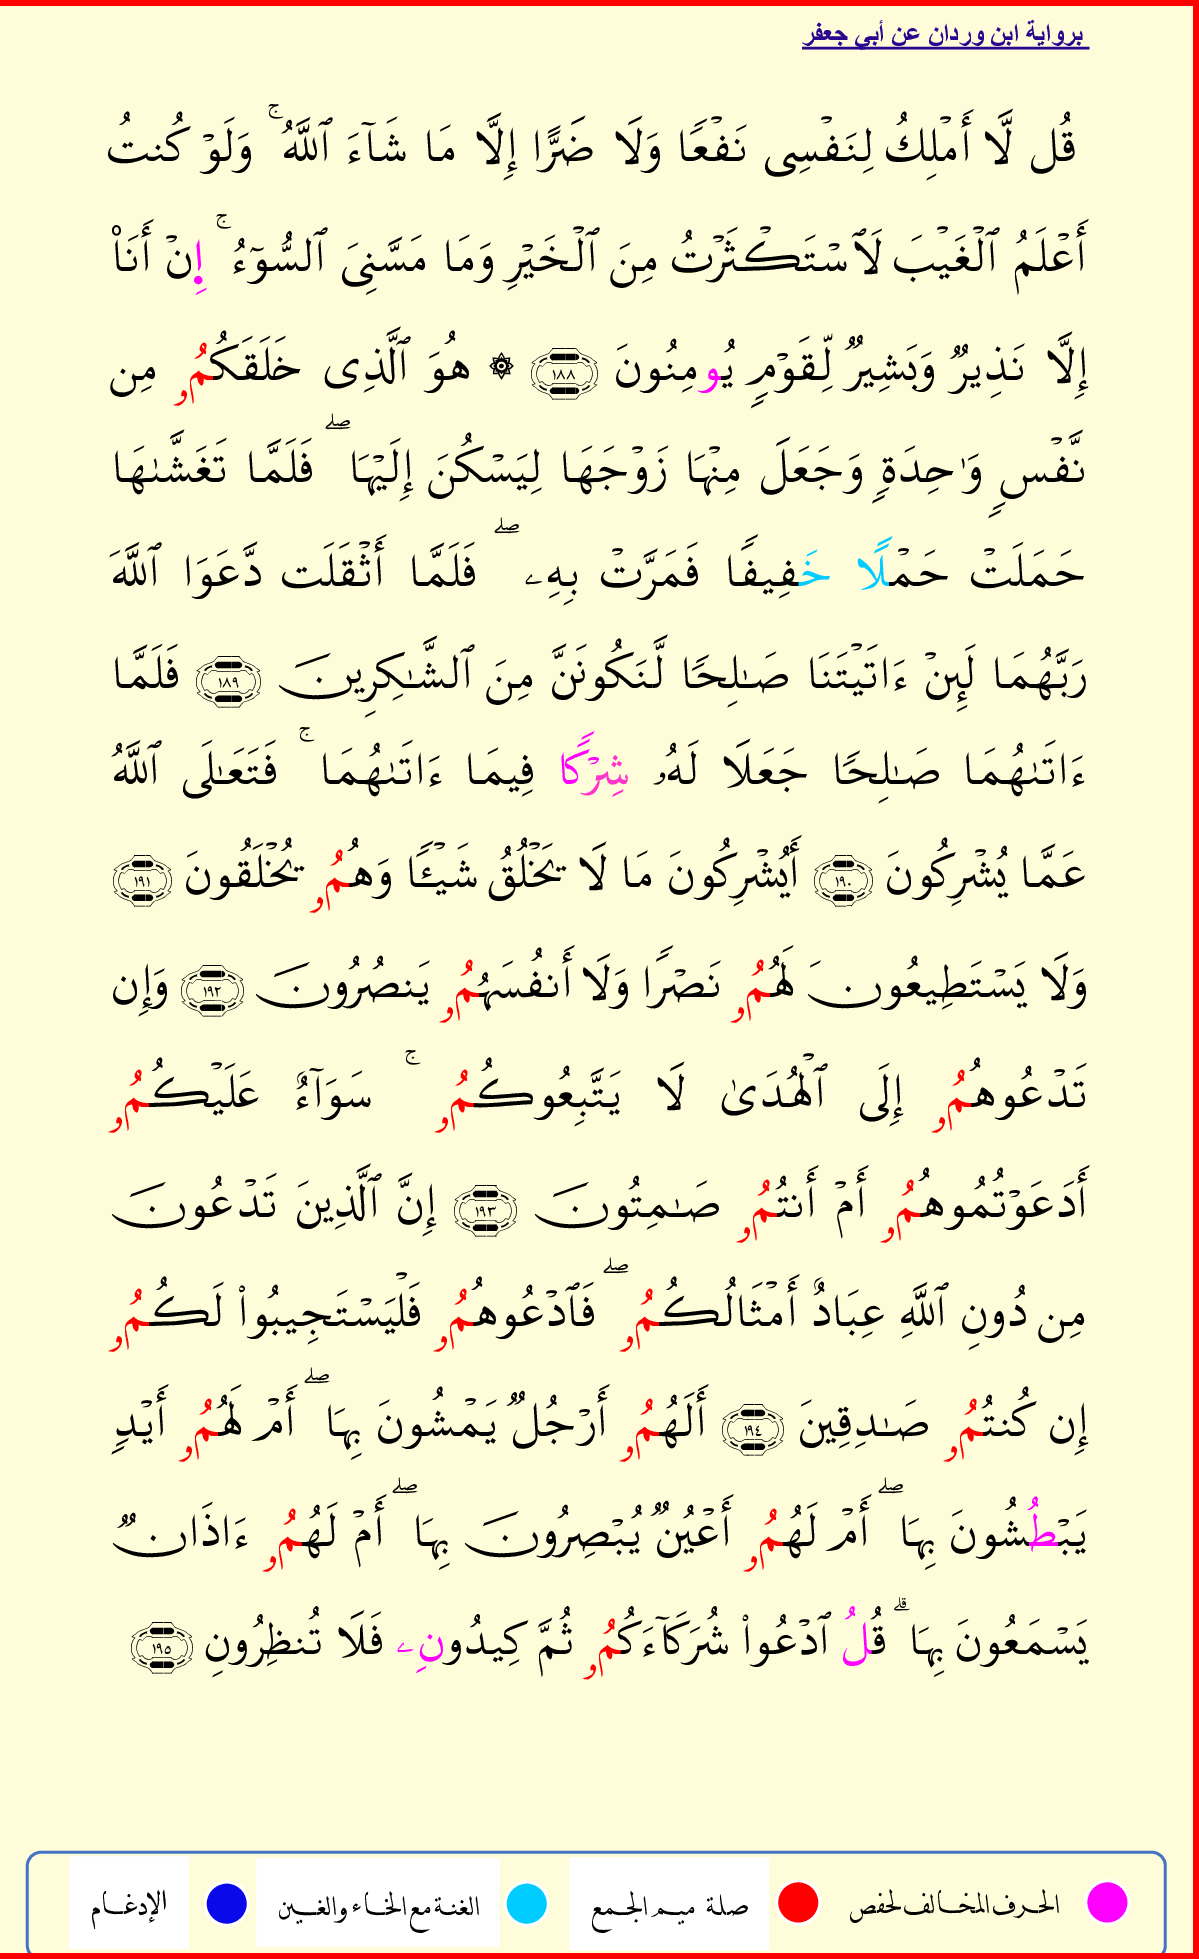 برواية ابن وردان عن أبي جعفر
قُل لَّا أَمْلِكُ لِنَفْسِى نَفْعًا وَلَا ضَرًّا إِلَّا مَا شَآءَ ٱللَّهُ ۚ وَلَوْ كُنتُ
أَعْلَمُ ٱلْغَيْبَ لَٱسْتَكْثَرْتُ مِنَ ٱلْخَيْرِ وَمَا مَسَّنِىَ ٱلسُّوٓءُ ۚ إِنْ أَنَا۠
إِلَّا نَذِيرٌ وَبَشِيرٌ لِّقَوْمٍ يُومِنُونَ ١٨٨ ۞ هُوَ ٱلَّذِى خَلَقَكُمُۥ مِن
نَّفْسٍ وَٰحِدَةٍ وَجَعَلَ مِنْهَا زَوْجَهَا لِيَسْكُنَ إِلَيْهَا ۖ فَلَمَّا تَغَشَّىٰهَا
حَمَلَتْ حَمْلًا خَفِيفًا فَمَرَّتْ بِهِۦ ۖ فَلَمَّا أَثْقَلَت دَّعَوَا ٱللَّهَ
رَبَّهُمَا لَئِنْ ءَاتَيْتَنَا صَـٰلِحًا لَّنَكُونَنَّ مِنَ ٱلشَّـٰكِرِينَ ١٨٩ فَلَمَّا
ءَاتَىٰهُمَا صَـٰلِحًا جَعَلَا لَهُۥ شِرْكًا فِيمَا ءَاتَىٰهُمَا ۚ فَتَعَـٰلَى ٱللَّهُ
عَمَّا يُشْرِكُونَ ١٩٠ أَيُشْرِكُونَ مَا لَا يَخْلُقُ شَيْـًٔا وَهُمُۥ يُخْلَقُونَ ١٩١
وَلَا يَسْتَطِيعُونَ لَهُمُۥ نَصْرًا وَلَا أَنفُسَهُمُۥ يَنصُرُونَ ١٩٢ وَإِن
تَدْعُوهُمُۥ إِلَى ٱلْهُدَىٰ لَا يَتَّبِعُوكُمُۥ ۚ سَوَآءٌ عَلَيْكُمُۥ
أَدَعَوْتُمُوهُمُۥ أَمْ أَنتُمُۥ صَـٰمِتُونَ ١٩٣ إِنَّ ٱلَّذِينَ تَدْعُونَ
مِن دُونِ ٱللَّهِ عِبَادٌ أَمْثَالُكُمُۥ ۖ فَٱدْعُوهُمُۥ فَلْيَسْتَجِيبُوا۟ لَكُمُۥ
إِن كُنتُمُۥ صَـٰدِقِينَ ١٩٤ أَلَهُمُۥ أَرْجُلٌ يَمْشُونَ بِهَا ۖ أَمْ لَهُمُۥ أَيْدٍ
يَبْطُشُونَ بِهَا ۖ أَمْ لَهُمُۥ أَعْيُنٌ يُبْصِرُونَ بِهَا ۖ أَمْ لَهُمُۥ ءَاذَانٌ
يَسْمَعُونَ بِهَا ۗ قُلُ ٱدْعُوا۟ شُرَكَآءَكُمُۥ ثُمَّ كِيدُونِۦ فَلَا تُنظِرُونِ ١٩٥
الحرف المخالف لحفص صلة ميم الجمع الغنة مع الخاء والغين الإدغام